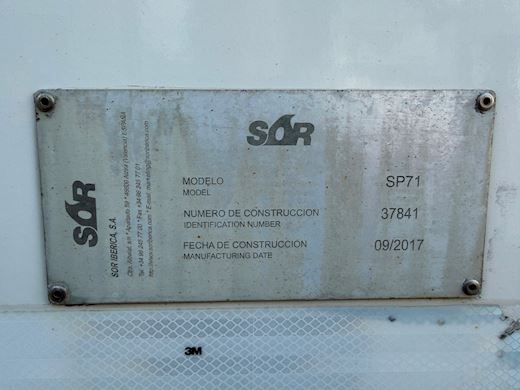 SOR
MODELO SP71
MODEL
NUMERO DE CONSTRUCCION 37841
IDENTIFICATION NUMBER
FECHA DE CONSTRUCCION 09/2017
MANUFACTURING DATE
SOR
SOR IBERICA, S.A.
3M